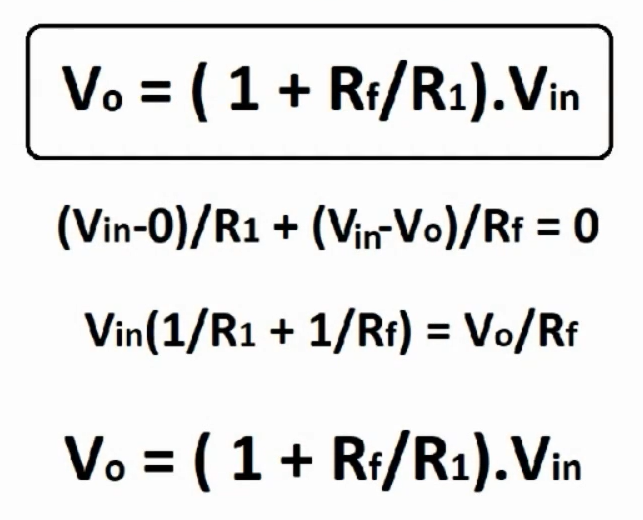 Vo = ( 1 + Rf/R1).Vin
(Vin-0)/R1 + (Vin-Vo)/Rf = 0
Vin(1/R1 + 1/Rf) = Vo/Rf
Vo = ( 1 + Rf/R1).Vin